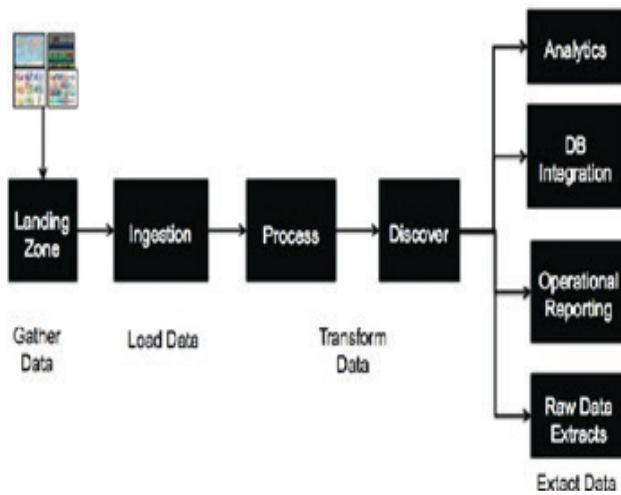 Analytics
DB
Integration
Landing
Zone
Ingestion
Process
Discover
Operational
Reporting
Gather
Data
Load Data
Transform
Data
Raw Data
Extracts
Extact Data